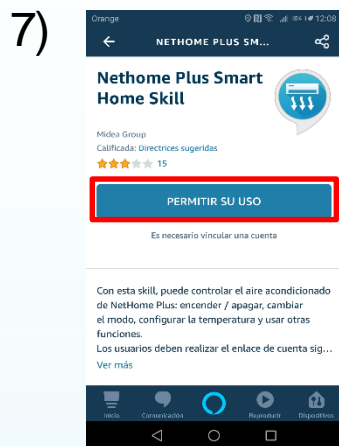 7)
Orange 12:08
NETHOME PLUS SM...
Nethome Plus Smart
Home Skill
Midea Group
Calificada: Directrices sugeridas
15
PERMITIR SU USO
Es necesario vincular una cuenta
Con esta skill, puede controlar el aire acondicionado
de NetHome Plus: encender / apagar, cambiar
el modo, configurar la temperatura y usar otras
funciones.
Los usuarios deben realizar el enlace de cuenta sig...
Ver más
Inicio Comunicación Reproducir Dispositivos